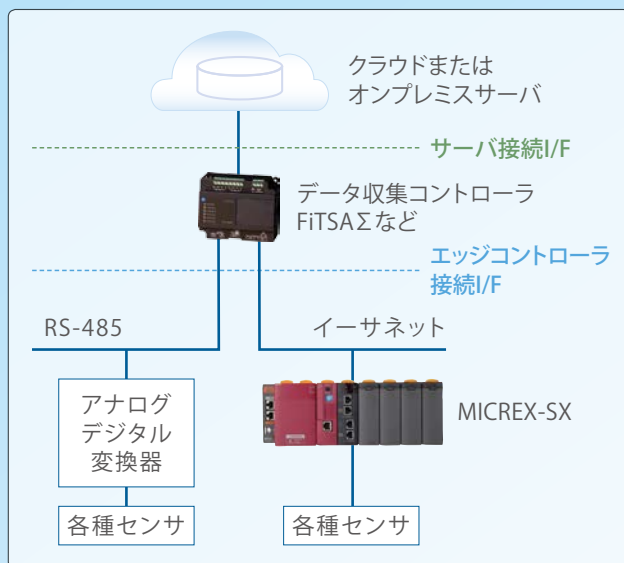 クラウドまたは
オンプレミスサーバ
サーバ接続I/F
データ収集コントローラ
FiTSAΣなど
エッジコントローラ
接続I/F
RS-485
イーサネット
アナログ
デジタル
変換器
MICREX-SX
各種センサ
各種センサ